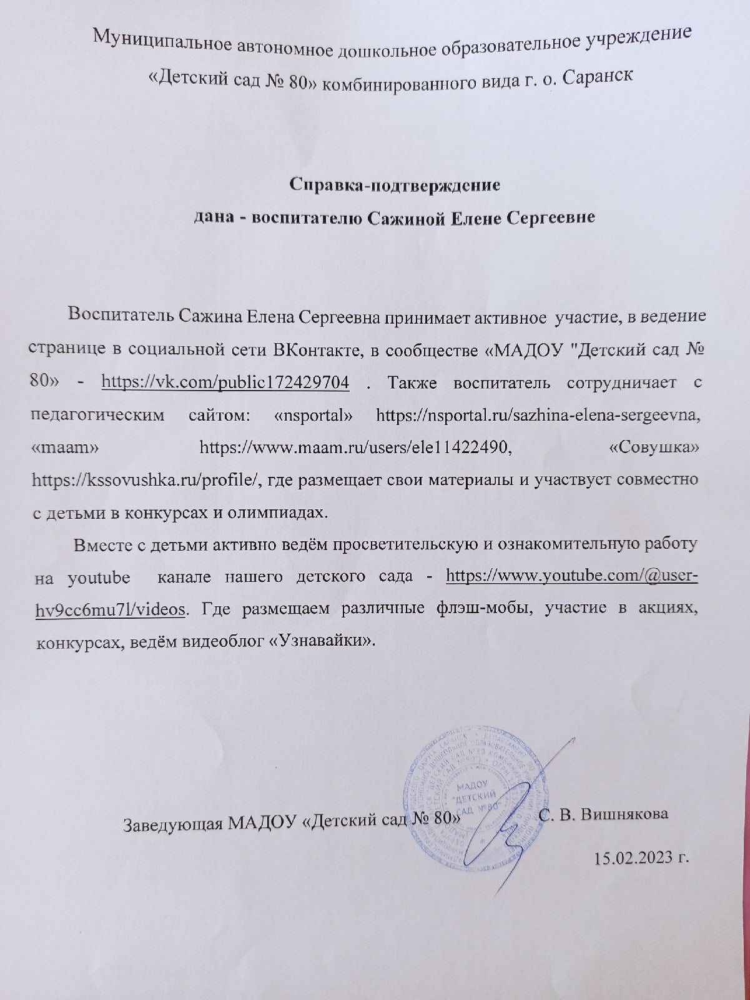 Муниципальное автономное дошкольное образовательное учреждение
«Детский сад № 80» комбинированного вида г. о. Саранск
Справка-подтверждение
дана - воспитателю Сажиной Елене Сергеевне
Воспитатель Сажина Елена Сергеевна принимает активное участие, в ведение
странице в социальной сети ВКонтакте, в сообществе «МАДОУ "Детский сад №
80» - https://vk.com/public172429704 . Также воспитатель сотрудничает с
педагогическим сайтом: «nsportal» https://nsportal.ru/sazhina-elena-sergeevna,
«maam» https://www.maam.ru/users/ele11422490, «Совушка»
https://kssovushka.ru/profile/, где размещает свои материалы и участвует совместно
с детьми в конкурсах и олимпиадах.
Вместе с детьми активно ведём просветительскую и ознакомительную работу
на youtube канале нашего детского сада - https://www.youtube.com/@user-
hv9cc6mu7l/videos. Где размещаем различные флэш-мобы, участие в акциях,
конкурсах, ведём видеоблог «Узнавайки».
МАДОУ
"ДЕТСКИЙ
САД №80"
Заведующая МАДОУ «Детский сад № 80» С. В. Вишнякова
15.02.2023 г.